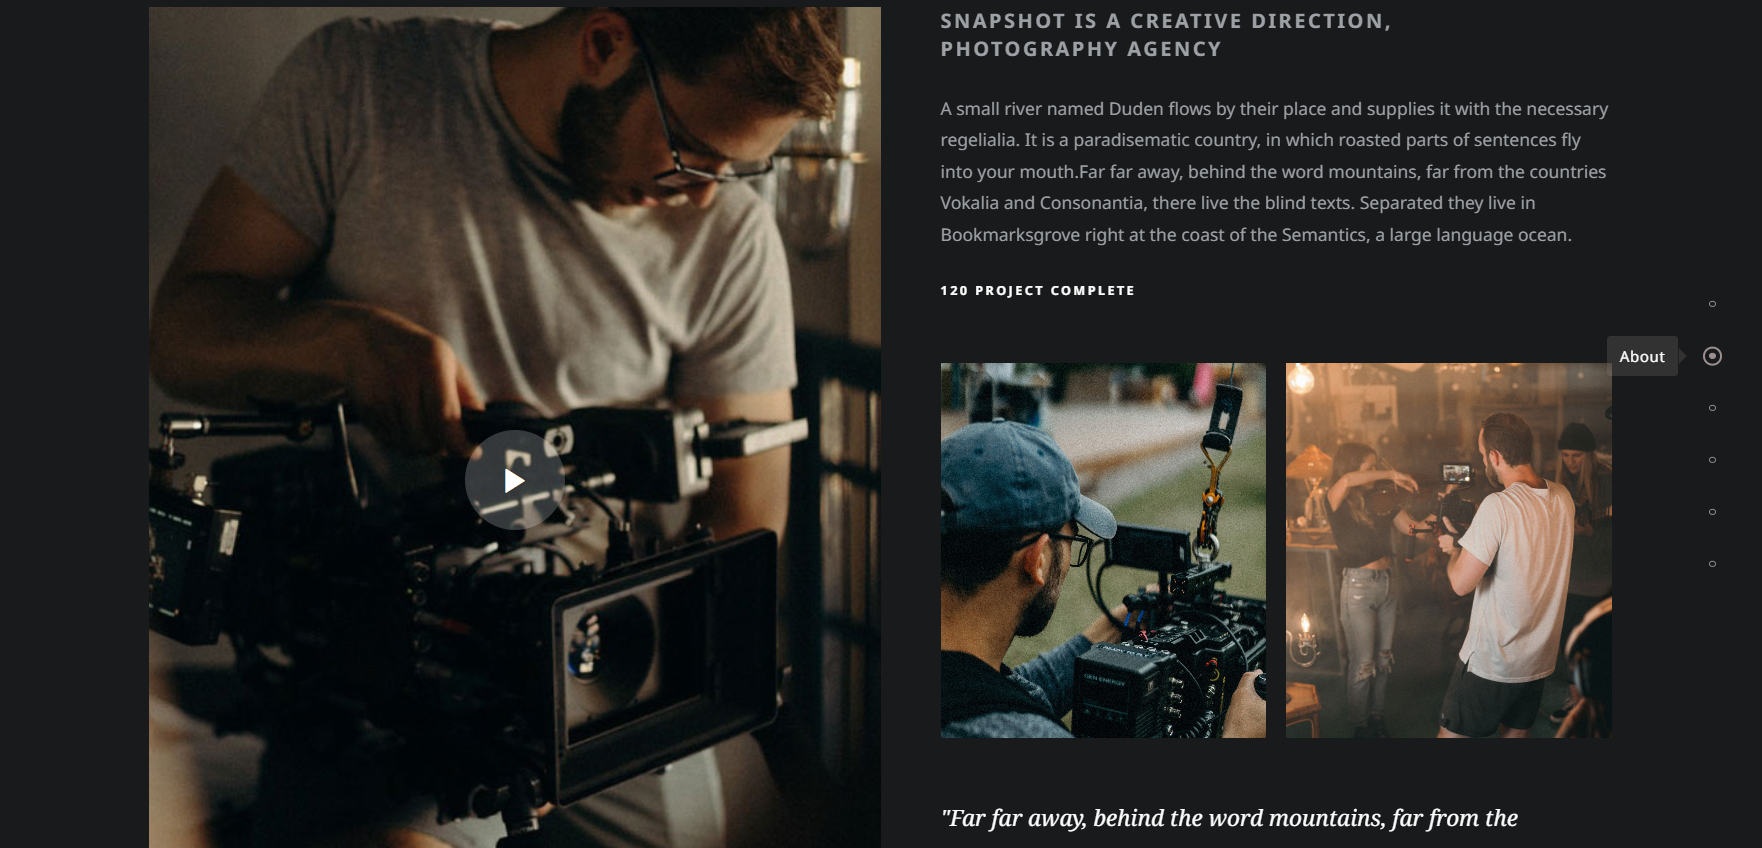 SNAPSHOT IS A CREATIVE DIRECTION,
PHOTOGRAPHY AGENCY
A small river named Duden flows by their place and supplies it with the necessary
regelialia. It is a paradisematic country, in which roasted parts of sentences fly
into your mouth.Far far away, behind the word mountains, far from the countries
Vokalia and Consonantia, there live the blind texts. Separated they live in
Bookmarksgrove right at the coast of the Semantics, a large language ocean.
120 PROJECT COMPLETE
About
"Far far away, behind the word mountains, far from the